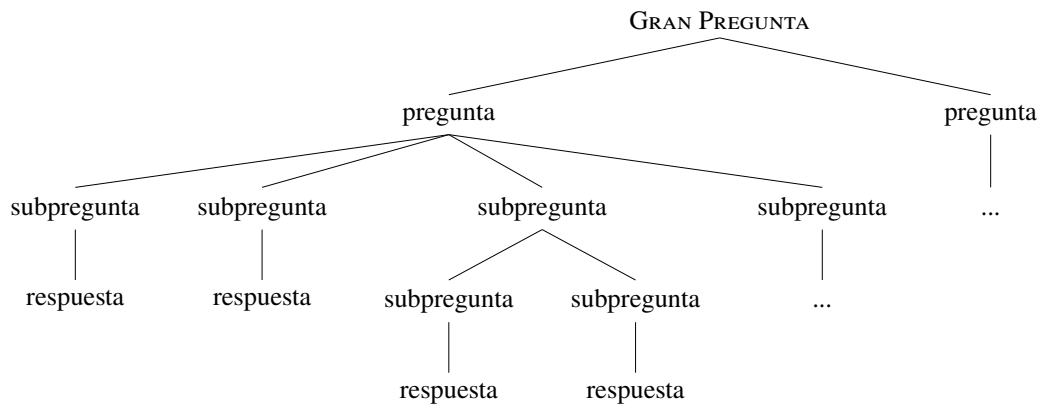 GRAN PREGUNTA
pregunta pregunta
subpregunta subpregunta subpregunta subpregunta ...
respuesta respuesta subpregunta subpregunta ...
respuesta respuesta